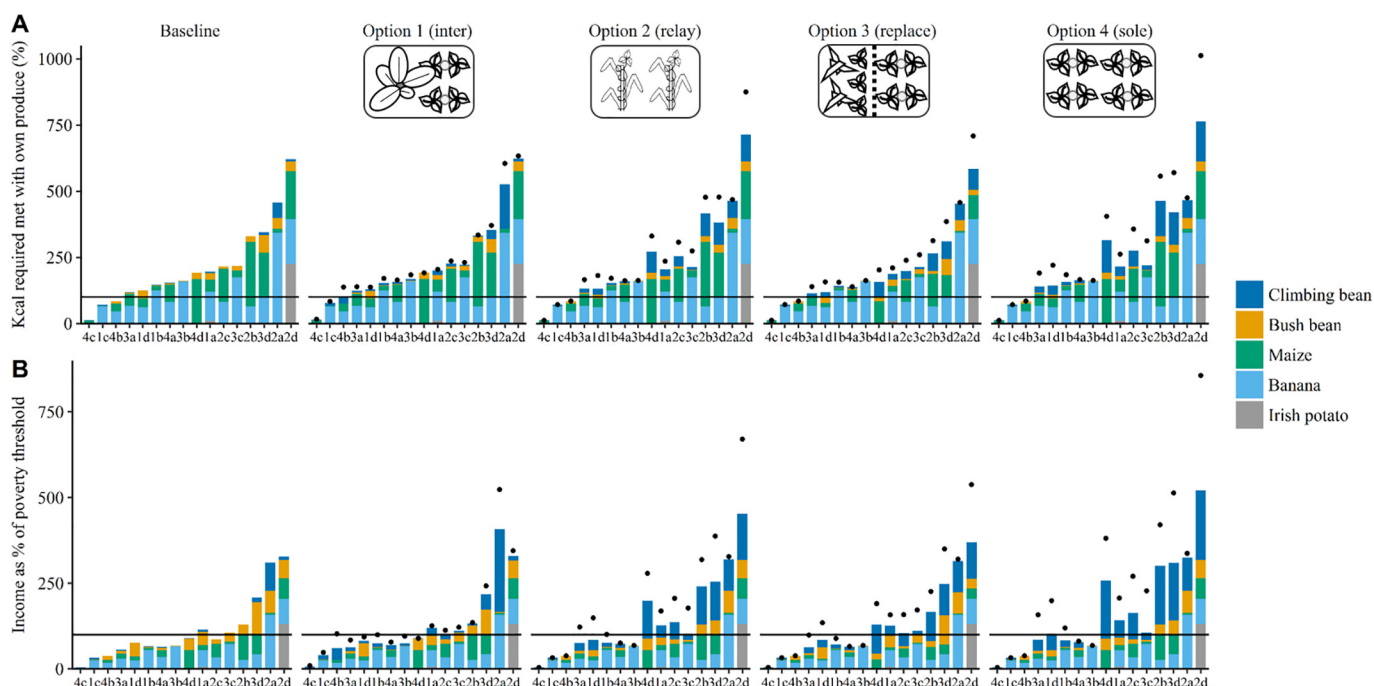 A
Baseline
Option 1 (inter)
Option 2 (relay)
Option 3 (replace)
Option 4 (sole)
Kcal required met with own produce (%)
1000
750
500
250
0
4c1c4b3a1d1b4a3b4d1a2c3c2b3d2a2d
4c1c4b3a1d1b4a3b4d1a2c3c2b3d2a2d
4c1c4b3a1d1b4a3b4d1a2c3c2b3d2a2d
4c1c4b3a1d1b4a3b4d1a2c3c2b3d2a2d
4c1c4b3a1d1b4a3b4d1a2c3c2b3d2a2d
B
Income as % of poverty threshold
750
500
250
0
4c1c4b3a1d1b4a3b4d1a2c3c2b3d2a2d
4c1c4b3a1d1b4a3b4d1a2c3c2b3d2a2d
4c1c4b3a1d1b4a3b4d1a2c3c2b3d2a2d
4c1c4b3a1d1b4a3b4d1a2c3c2b3d2a2d
4c1c4b3a1d1b4a3b4d1a2c3c2b3d2a2d
Climbing bean
Bush bean
Maize
Banana
Irish potato